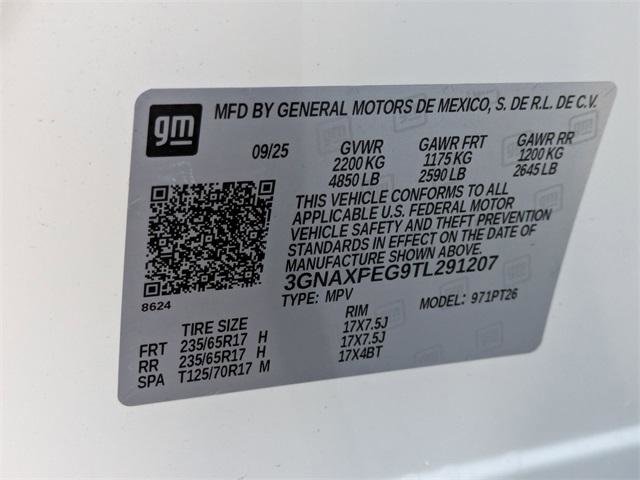 gm
MFD BY GENERAL MOTORS DE MEXICO, S. DE R.L. DE C.V.
09/25 GVWR GAWR FRT GAWR RR
2200 KG 1175 KG 1200 KG
4850 LB 2590 LB 2645 LB
THIS VEHICLE CONFORMS TO ALL
APPLICABLE U.S. FEDERAL MOTOR
VEHICLE SAFETY AND THEFT PREVENTION
STANDARDS IN EFFECT ON THE DATE OF
MANUFACTURE SHOWN ABOVE.
3GNAXPEG9TL291207
8624
TYPE: MPV MODEL: 971PT26
TIRE SIZE RIM
FRT 235/65R17 H 17X7.5J
RR 235/65R17 H 17X7.5J
SPA T125/70R17 M 17X4BT